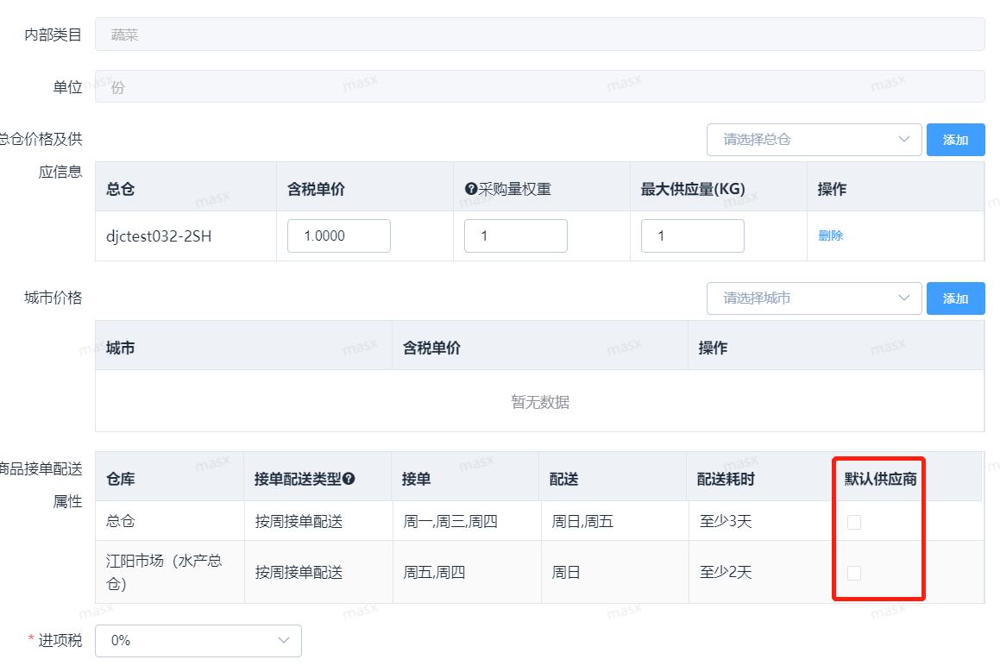 内部类目 蔬菜
单位 份
总仓价格及供应信息 请选择总仓 添加
总仓 含税单价 采购量权重 最大供应量(KG) 操作
djctest032-2SH 1.0000 1 1 删除
城市价格 请选择城市 添加
城市 含税单价 操作
暂无数据
商品接单配送属性
仓库 接单配送类型 接单 配送 配送耗时 默认供应商
总仓 按周接单配送 周一,周三,周四 周日,周五 至少3天
江阳市场（水产总仓） 按周接单配送 周五,周四 周日 至少2天
* 进项税 0%
masx